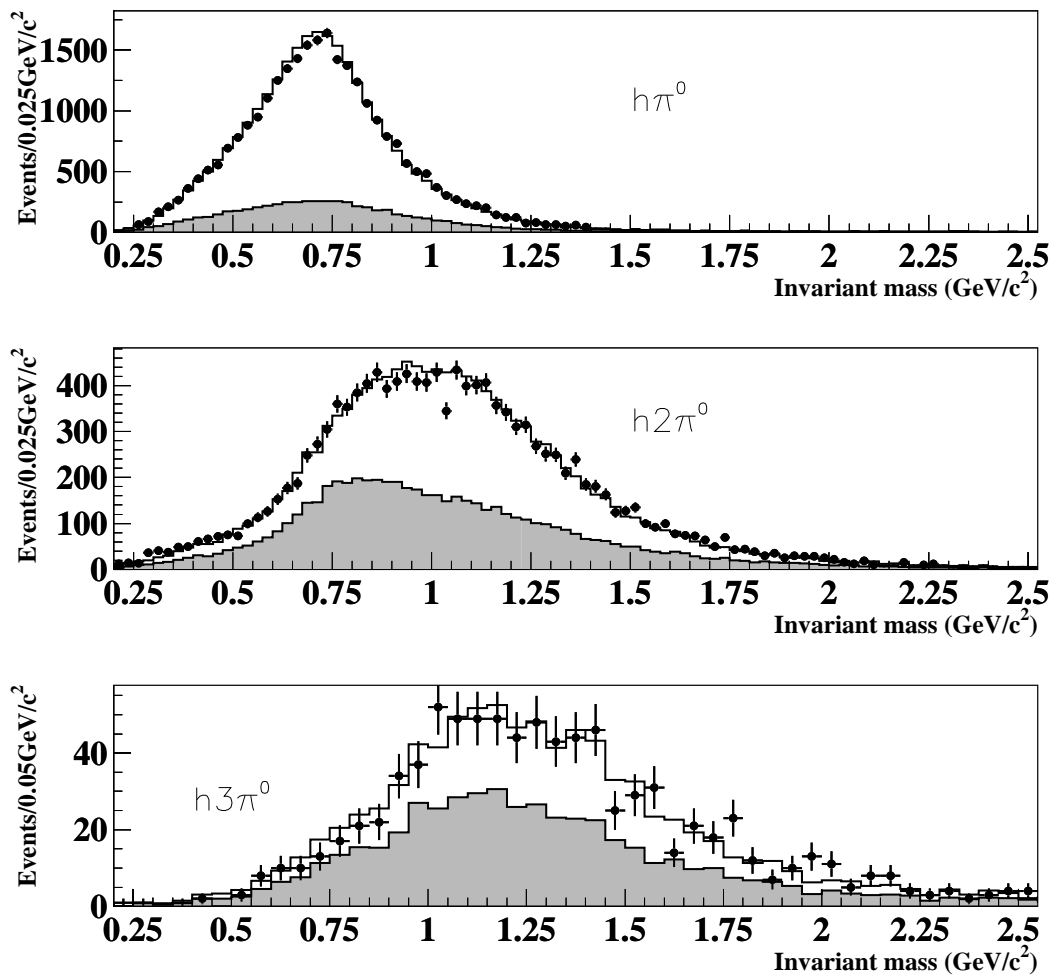 Events/0.025GeV/c²
1500
1000
500
0
hπ⁰
0.25 0.5 0.75 1 1.25 1.5 1.75 2 2.25 2.5
Invariant mass (GeV/c²)
Events/0.025GeV/c²
400
300
200
100
0
h2π⁰
0.25 0.5 0.75 1 1.25 1.5 1.75 2 2.25 2.5
Invariant mass (GeV/c²)
Events/0.05GeV/c²
40
20
0
h3π⁰
0.25 0.5 0.75 1 1.25 1.5 1.75 2 2.25 2.5
Invariant mass (GeV/c²)